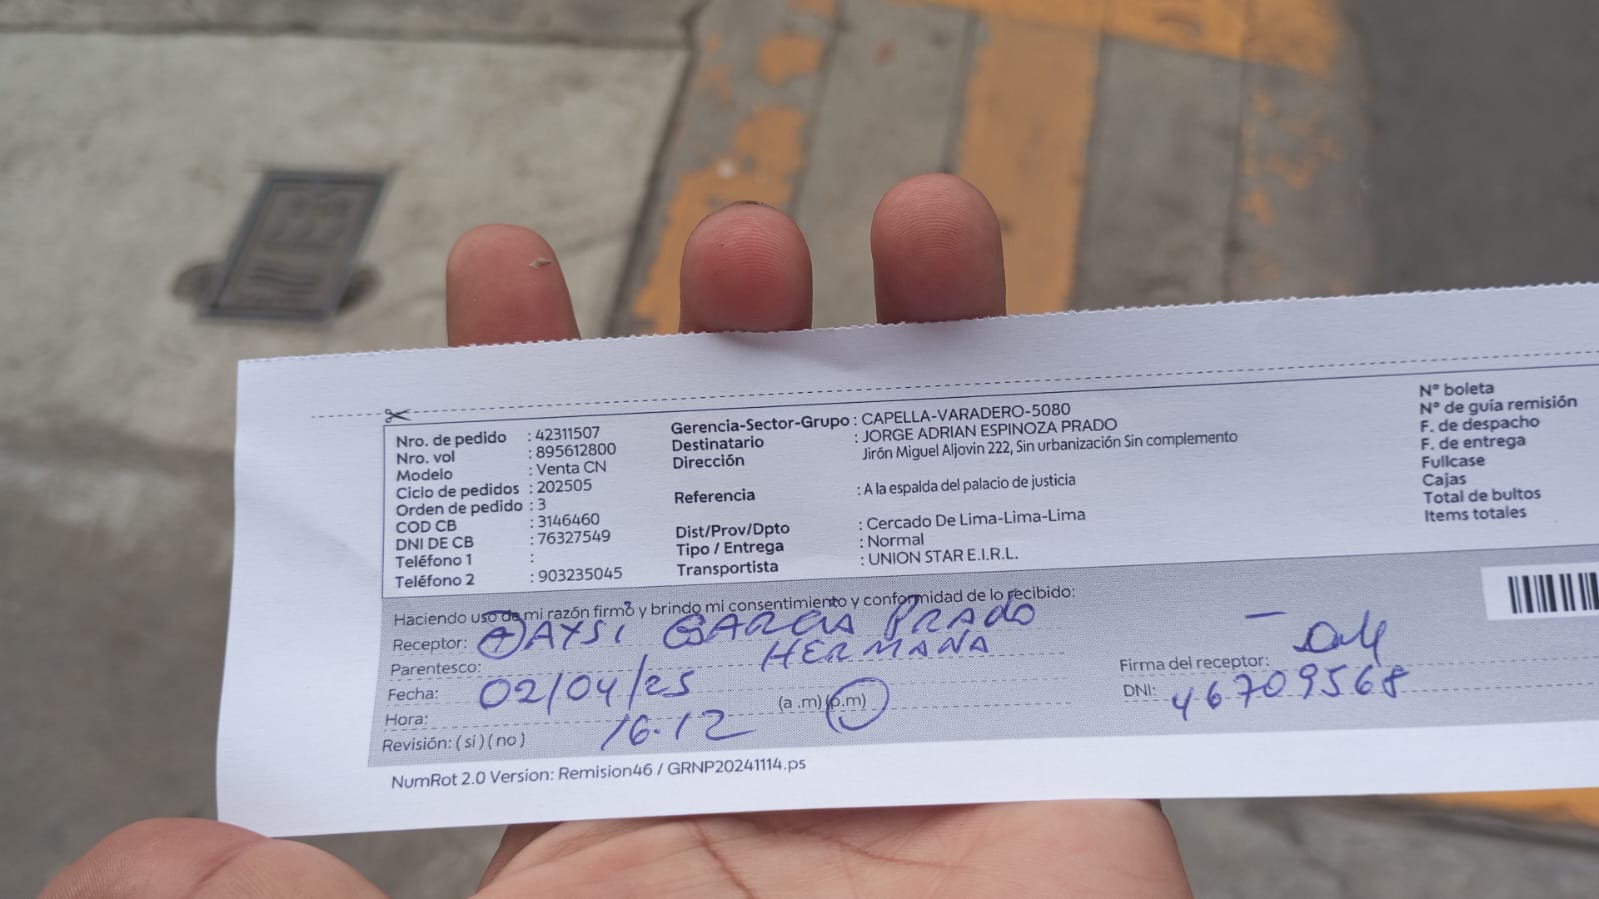 Nro. de pedido : 42311507
Nro. vol : 895612800
Modelo : Venta CN
Ciclo de pedidos : 202505
Orden de pedido : 3
COD CB : 3146460
DNI DE CB : 76327549
Teléfono 1 :
Teléfono 2 : 903235045
Gerencia-Sector-Grupo : CAPELLA-VARADERO-5080
Destinatario : JORGE ADRIAN ESPINOZA PRADO
Dirección Jirón Miguel Aljovin 222, Sin urbanización Sin complemento
Referencia : A la espalda del palacio de justicia
Dist/Prov/Dpto : Cercado De Lima-Lima-Lima
Tipo / Entrega : Normal
Transportista : UNION STAR E.I.R.L.
N° boleta
N° de guía remisión
F. de despacho
F. de entrega
Fullcase
Cajas
Total de bultos
Items totales
Haciendo uso de mi razón firmo y brindo mi consentimiento y conformidad de lo recibido:
Receptor: DAYSI GARCIA PRADO
Parentesco: HERMANA
Fecha: 02/04/25
Hora: 16.12 (a .m) (p.m)
Revisión: ( si ) ( no )
Firma del receptor:
DNI: 46709568
NumRot 2.0 Version: Remision46 / GRNP20241114.ps